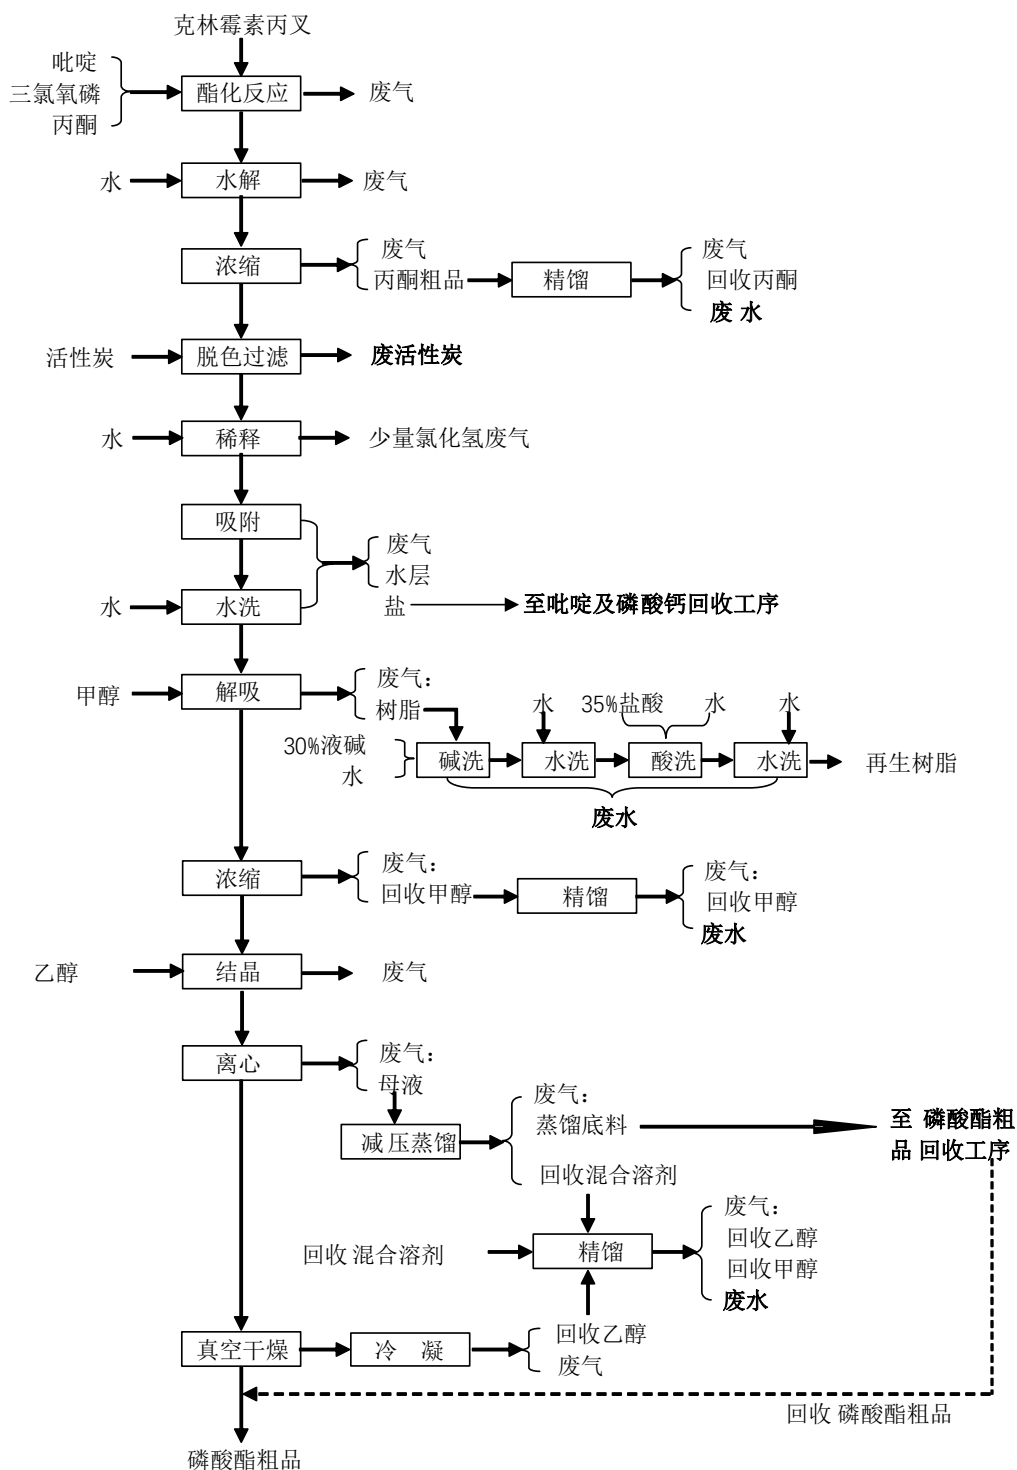 克林霉素丙叉
吡啶
三氯氧磷
丙酮
酯化反应
废气
水
水解
废气
浓缩
废气
丙酮粗品
精馏
废气
回收丙酮
废 水
活性炭
脱色过滤
废活性炭
水
稀释
少量氯化氢废气
吸附
废气
水层
盐
至吡啶及磷酸钙回收工序
水
水洗
甲醇
解吸
废气：
树脂
30%液碱
水
碱洗
水
水洗
35%盐酸
水
酸洗
水
水洗
再生树脂
废水
浓缩
废气：
回收甲醇
精馏
废气：
回收甲醇
废水
乙醇
结晶
废气
离心
废气：
母液
减压蒸馏
废气：
蒸馏底料
回收混合溶剂
至 磷酸酯粗
品 回收工序
回收 混合溶剂
精馏
废气：
回收乙醇
回收甲醇
废水
真空干燥
冷 凝
回收乙醇
废气
回收 磷酸酯粗品
磷酸酯粗品